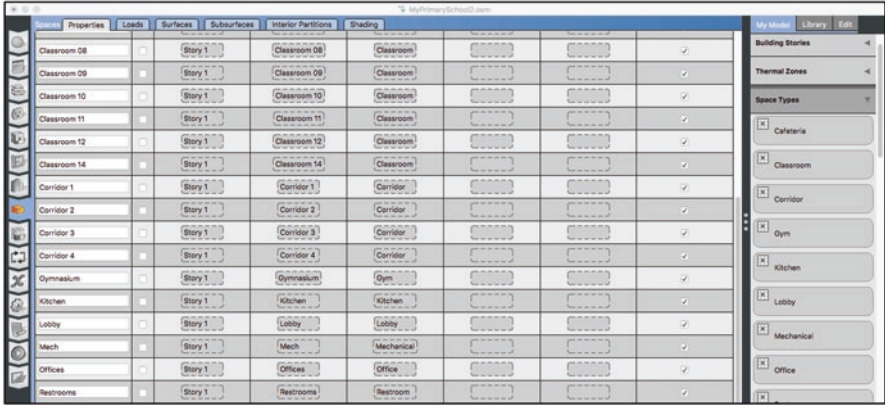 MyPrimarySchool2.osm
Spaces Properties Loads Surfaces Subsurfaces Interior Partitions Shading My Model Library Edit
Building Stories
Thermal Zones
Space Types
Cafeteria
Classroom
Corridor
Gym
Kitchen
Lobby
Mechanical
Office
Classroom 08 Story 1 Classroom 08 Classroom
Classroom 09 Story 1 Classroom 09 Classroom
Classroom 10 Story 1 Classroom 10 Classroom
Classroom 11 Story 1 Classroom 11 Classroom
Classroom 12 Story 1 Classroom 12 Classroom
Classroom 14 Story 1 Classroom 14 Classroom
Corridor 1 Story 1 Corridor 1 Corridor
Corridor 2 Story 1 Corridor 2 Corridor
Corridor 3 Story 1 Corridor 3 Corridor
Corridor 4 Story 1 Corridor 4 Corridor
Gymnasium Story 1 Gymnasium Gym
Kitchen Story 1 Kitchen Kitchen
Lobby Story 1 Lobby Lobby
Mech Story 1 Mech Mechanical
Offices Story 1 Offices Office
Restrooms Story 1 Restrooms Restroom